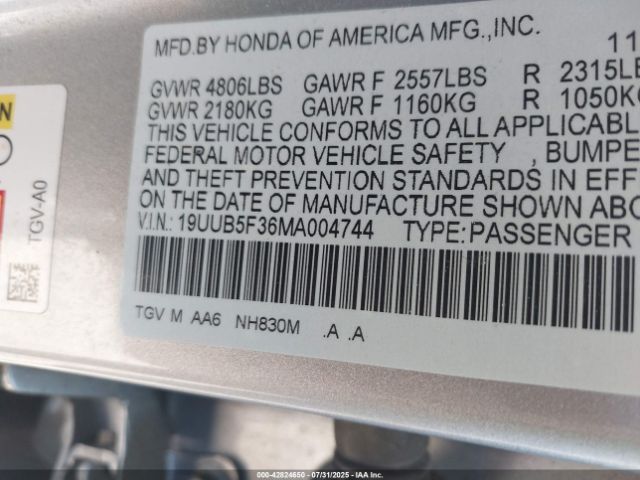 MFD.BY HONDA OF AMERICA MFG.,INC. 11
GVWR 4806LBS GAWR F 2557LBS R 2315LB
GVWR 2180KG GAWR F 1160KG R 1050KG
THIS VEHICLE CONFORMS TO ALL APPLICABLE
FEDERAL MOTOR VEHICLE SAFETY , BUMPE
AND THEFT PREVENTION STANDARDS IN EFF
ON THE DATE OF MANUFACTURE SHOWN ABO
V.I.N.: 19UUB5F36MA004744 TYPE:PASSENGER
TGV M AA6 NH830M .A .A
N
TGV-A0
000-42824650 - 07/31/2025 - IAA Inc.